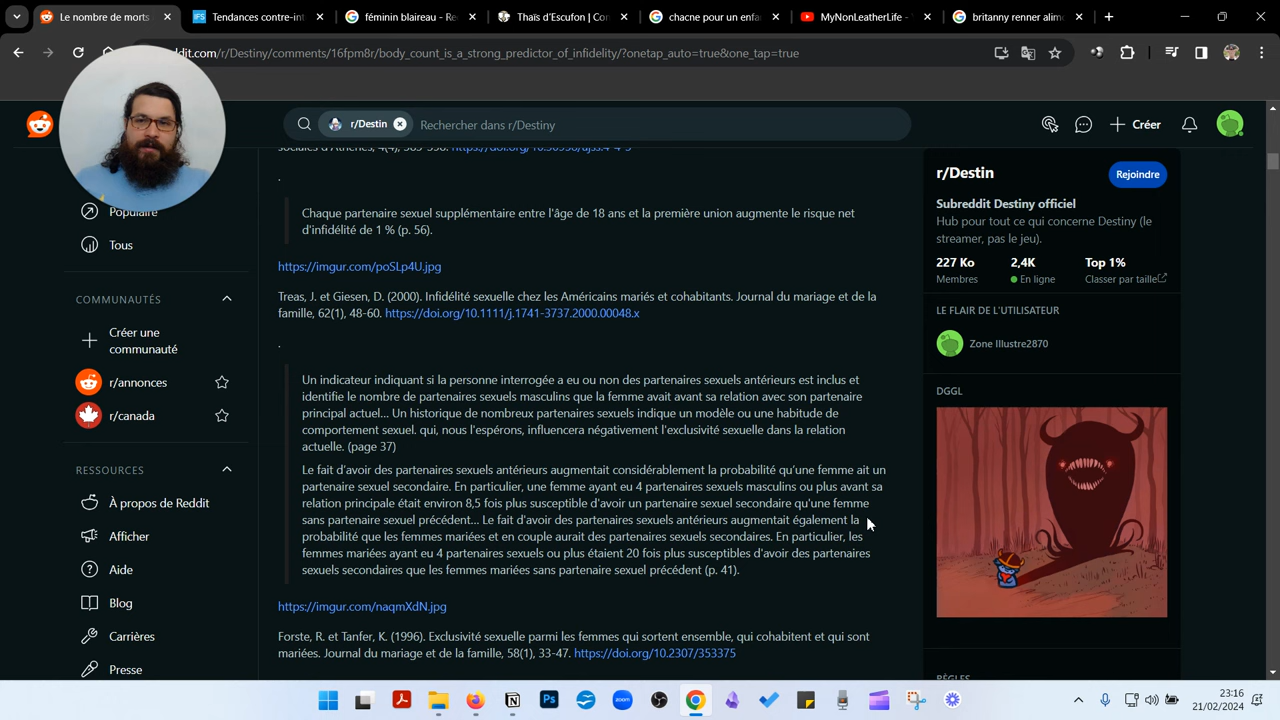 Le nombre de morts
Tendances contre-int
féminin blaireau - Re
Thaïs d'Escufon | Con
chacne pour un enfa
MyNonLeatherLife -
britanny renner alim
reddit.com/r/Destiny/comments/16fpm8r/body_count_is_a_strong_predictor_of_infidelity/?onetap_auto=true&one_tap=true
r/Destin
Rechercher dans r/Destiny
Créer
Populaire
Tous
COMMUNAUTÉS
Créer une
communauté
r/annonces
r/canada
RESSOURCES
À propos de Reddit
Afficher
Aide
Blog
Carrières
Presse
.
Chaque partenaire sexuel supplémentaire entre l'âge de 18 ans et la première union augmente le risque net
d'infidélité de 1 % (p. 56).
https://imgur.com/poSLp4U.jpg
Treas, J. et Giesen, D. (2000). Infidélité sexuelle chez les Américains mariés et cohabitants. Journal du mariage et de la
famille, 62(1), 48-60. https://doi.org/10.1111/j.1741-3737.2000.00048.x
.
Un indicateur indiquant si la personne interrogée a eu ou non des partenaires sexuels antérieurs est inclus et
identifie le nombre de partenaires sexuels masculins que la femme avait avant sa relation avec son partenaire
principal actuel... Un historique de nombreux partenaires sexuels indique un modèle ou une habitude de
comportement sexuel. qui, nous l'espérons, influencera négativement l'exclusivité sexuelle dans la relation
actuelle. (page 37)
Le fait d'avoir des partenaires sexuels antérieurs augmentait considérablement la probabilité qu'une femme ait un
partenaire sexuel secondaire. En particulier, une femme ayant eu 4 partenaires sexuels masculins ou plus avant sa
relation principale était environ 8,5 fois plus susceptible d'avoir un partenaire sexuel secondaire qu'une femme
sans partenaire sexuel précédent... Le fait d'avoir des partenaires sexuels antérieurs augmentait également la
probabilité que les femmes mariées et en couple aurait des partenaires sexuels secondaires. En particulier, les
femmes mariées ayant eu 4 partenaires sexuels ou plus étaient 20 fois plus susceptibles d'avoir des partenaires
sexuels secondaires que les femmes mariées sans partenaire sexuel précédent (p. 41).
https://imgur.com/naqmXdN.jpg
Forste, R. et Tanfer, K. (1996). Exclusivité sexuelle parmi les femmes qui sortent ensemble, qui cohabitent et qui sont
mariées. Journal du mariage et de la famille, 58(1), 33-47. https://doi.org/10.2307/353375
r/Destin
Rejoindre
Subreddit Destiny officiel
Hub pour tout ce qui concerne Destiny (le
streamer, pas le jeu).
227 Ko 2,4K Top 1%
Membres En ligne Classer par taille
LE FLAIR DE L'UTILISATEUR
Zone Illustre2870
DGGL
23:16
21/02/2024